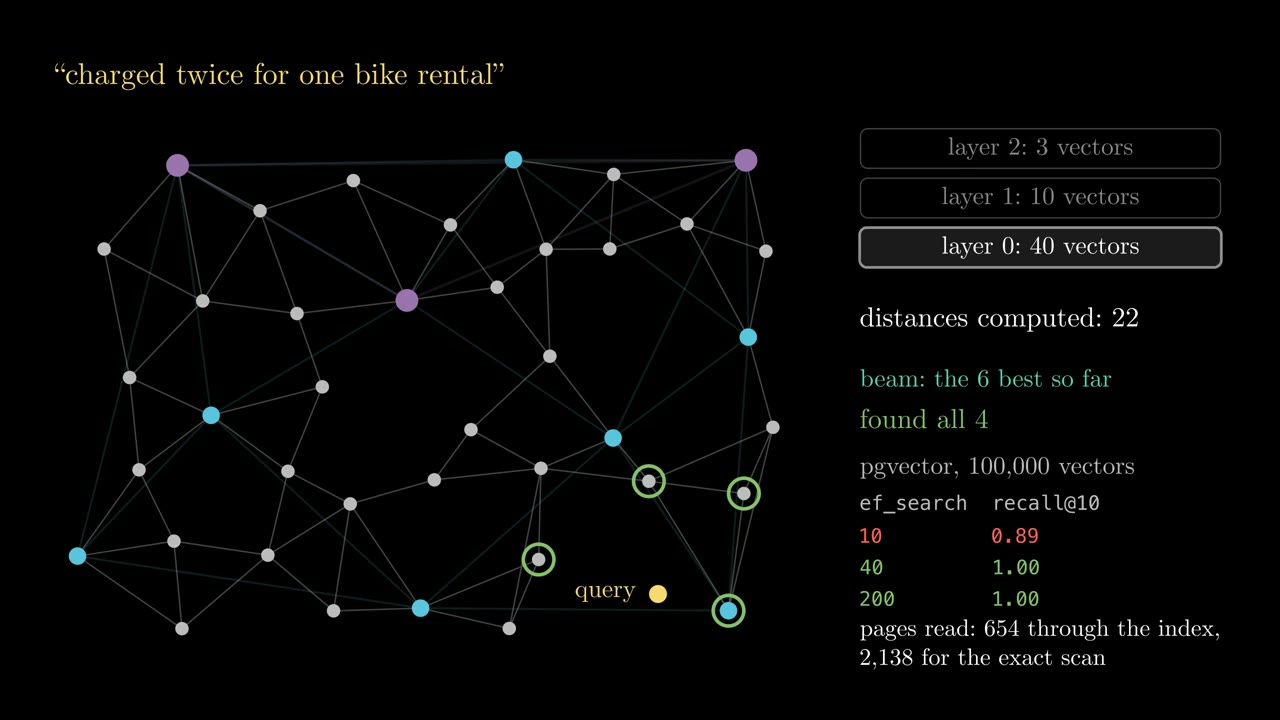 “charged twice for one bike rental”
layer 2: 3 vectors
layer 1: 10 vectors
layer 0: 40 vectors
distances computed: 22
beam: the 6 best so far
found all 4
pgvector, 100,000 vectors
ef_search recall@10
10 0.89
40 1.00
200 1.00
pages read: 654 through the index,
2,138 for the exact scan
query